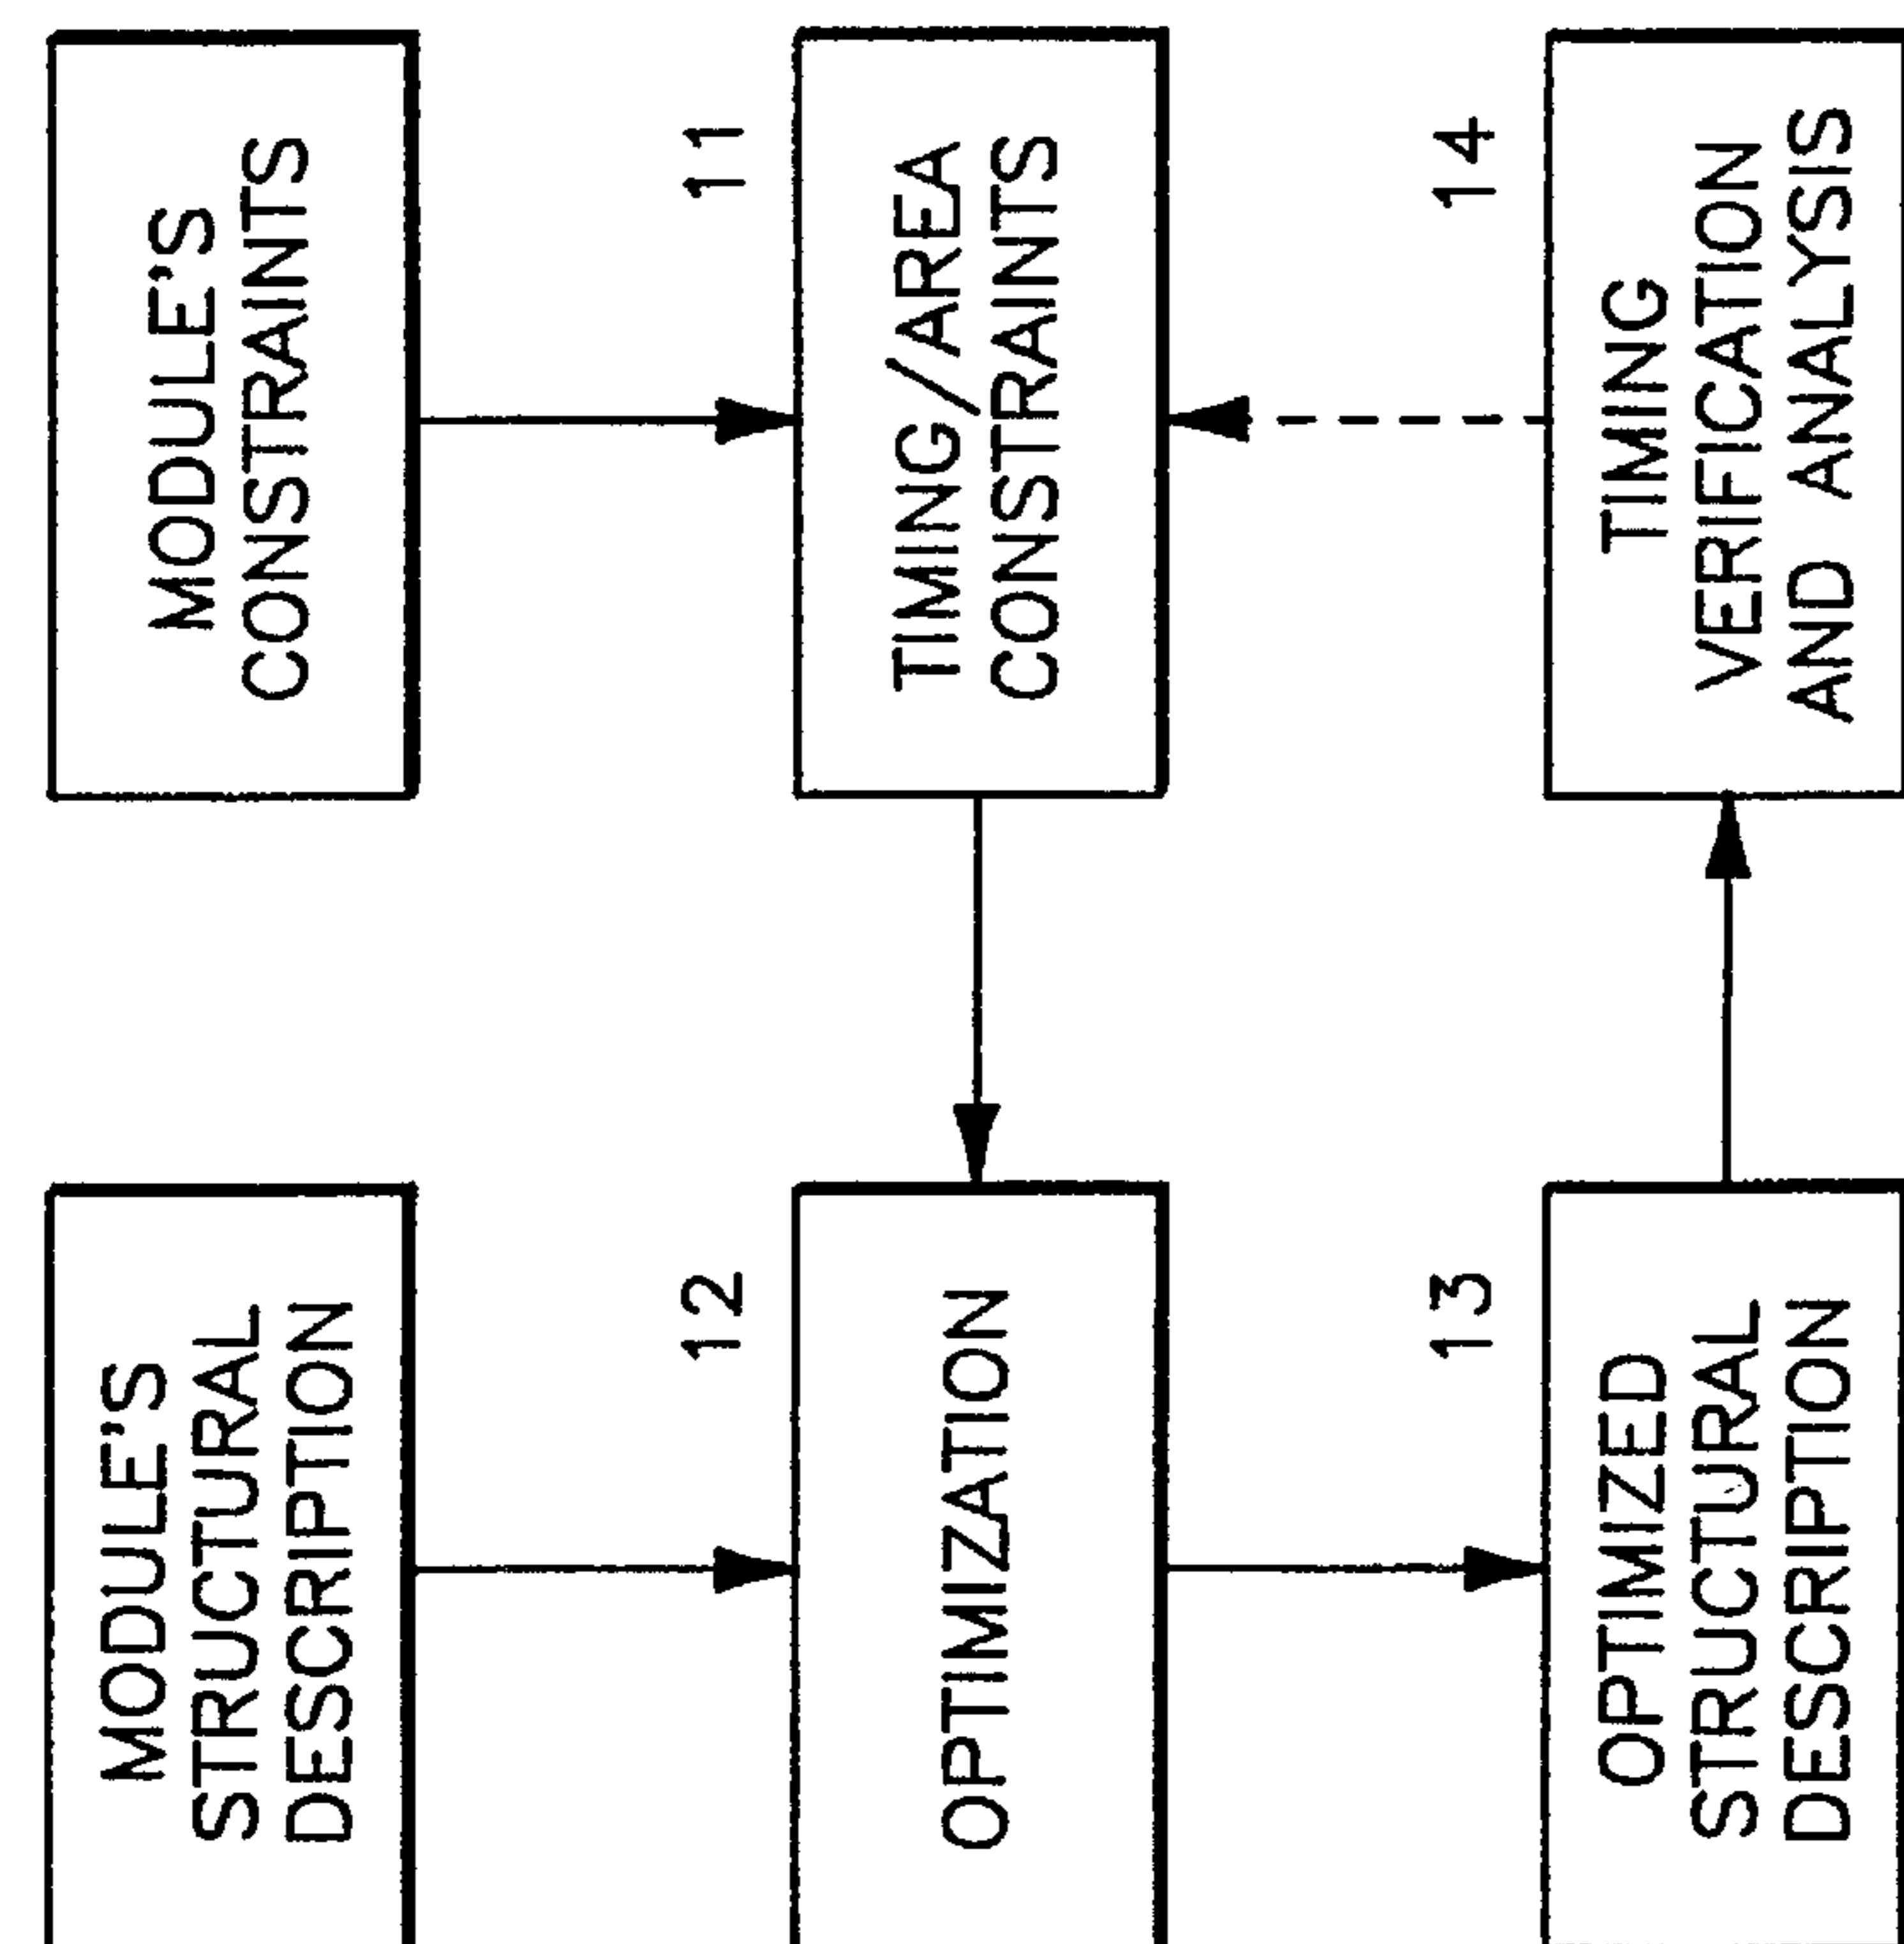 MODULE'S
STRUCTURAL
DESCRIPTION
MODULE'S
CONSTRAINTS
12
OPTIMIZATION
11
TIMING/AREA
CONSTRAINTS
13
OPTIMIZED
STRUCTURAL
DESCRIPTION
14
TIMING
VERIFICATION
AND ANALYSIS